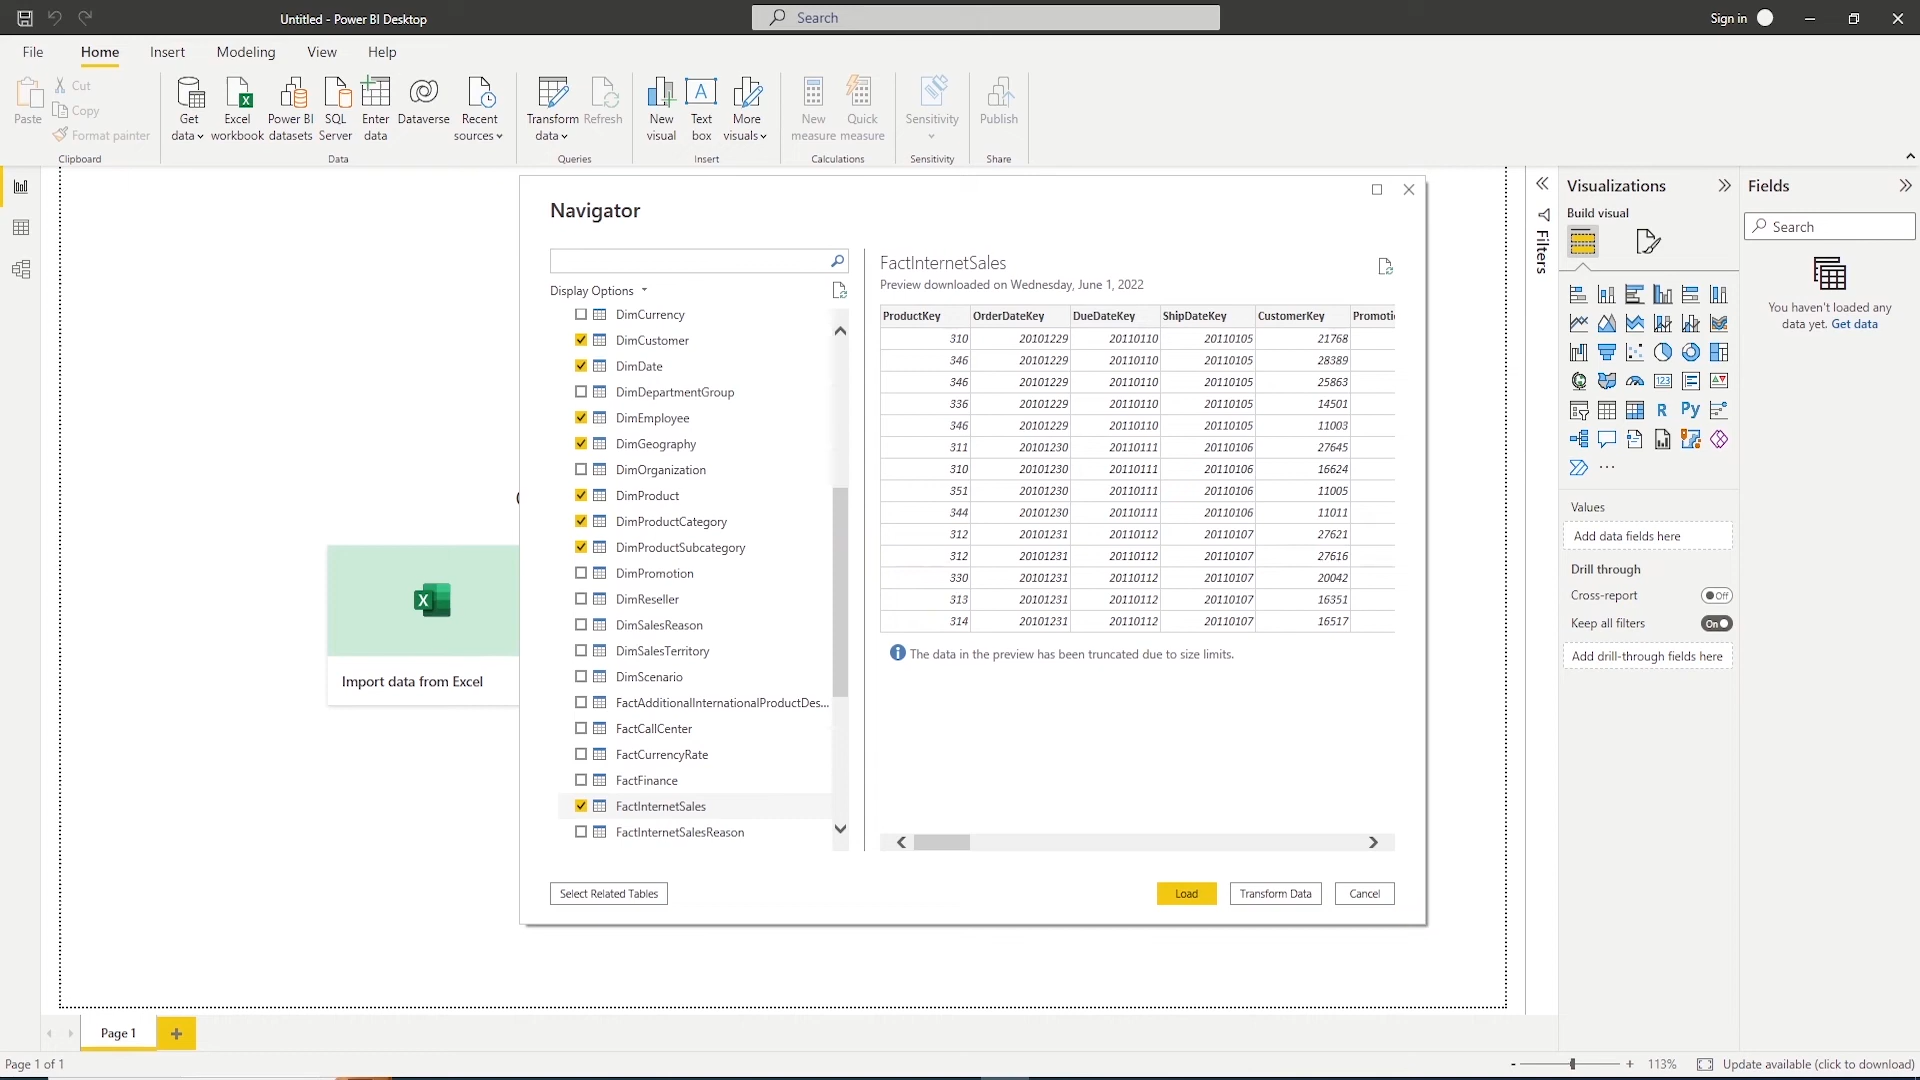 Untitled - Power BI Desktop
Search
Sign in
File Home Insert Modeling View Help
Paste
Cut
Copy
Format painter
Clipboard
Get data
Excel workbook
Power BI datasets
SQL Server
Enter data
Dataverse
Recent sources
Data
Transform data
Refresh
Queries
New visual
Text box
More visuals
Insert
New measure
Quick measure
Calculations
Sensitivity
Sensitivity
Publish
Share
Import data from Excel
Navigator
Display Options
DimCurrency
DimCustomer
DimDate
DimDepartmentGroup
DimEmployee
DimGeography
DimOrganization
DimProduct
DimProductCategory
DimProductSubcategory
DimPromotion
DimReseller
DimSalesReason
DimSalesTerritory
DimScenario
FactAdditionalInternationalProductDes...
FactCallCenter
FactCurrencyRate
FactFinance
FactInternetSales
FactInternetSalesReason
Select Related Tables
FactInternetSales
Preview downloaded on Wednesday, June 1, 2022
ProductKey OrderDateKey DueDateKey ShipDateKey CustomerKey Promoti
310 20101229 20110110 20110105 21768
346 20101229 20110110 20110105 28389
346 20101229 20110110 20110105 25863
336 20101229 20110110 20110105 14501
346 20101229 20110110 20110105 11003
311 20101230 20110111 20110106 27645
310 20101230 20110111 20110106 16624
351 20101230 20110111 20110106 11005
344 20101230 20110111 20110106 11011
312 20101231 20110112 20110107 27621
312 20101231 20110112 20110107 27616
330 20101231 20110112 20110107 20042
313 20101231 20110112 20110107 16351
314 20101231 20110112 20110107 16517
The data in the preview has been truncated due to size limits.
Load
Transform Data
Cancel
Filters
Visualizations
Build visual
123
R
Py
Values
Add data fields here
Drill through
Cross-report
Off
Keep all filters
On
Add drill-through fields here
Fields
Search
You haven't loaded any
data yet. Get data
Page 1
Page 1 of 1
113%
Update available (click to download)